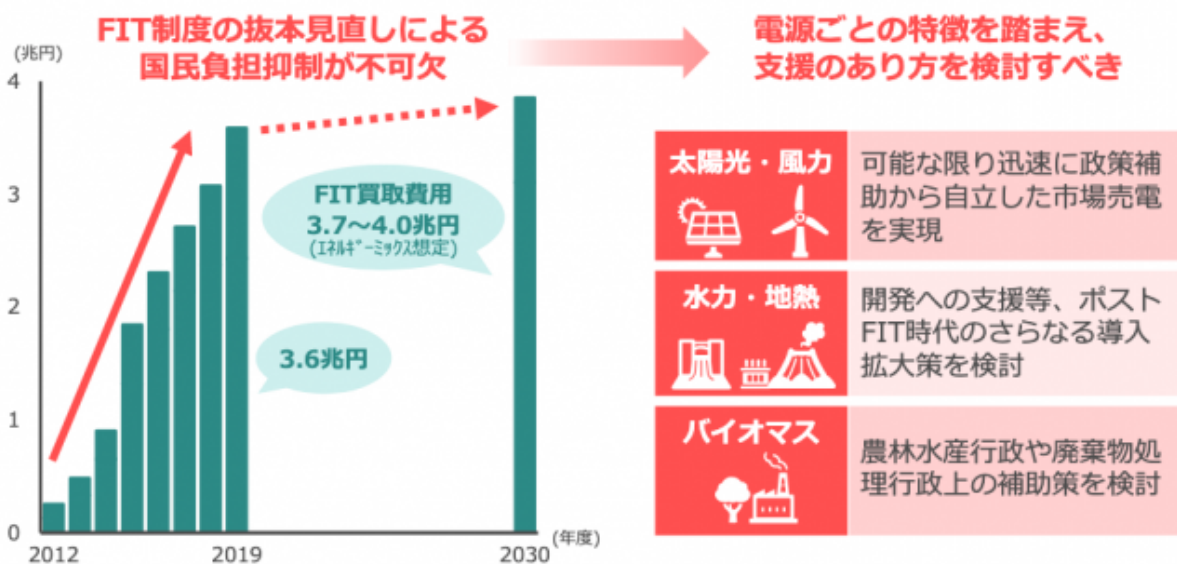 FIT制度の抜本見直しによる
国民負担抑制が不可欠
電源ごとの特徴を踏まえ、
支援のあり方を検討すべき
(兆円)
4
3
2
1
0
2012
2019
2030
(年度)
FIT買取費用
3.7～4.0兆円
(ｴﾈﾙｷﾞｰﾐｯｸｽ想定)
3.6兆円
太陽光・風力
可能な限り迅速に政策補
助から自立した市場売電
を実現
水力・地熱
開発への支援等、ポスト
FIT時代のさらなる導入
拡大策を検討
バイオマス
農林水産行政や廃棄物処
理行政上の補助策を検討